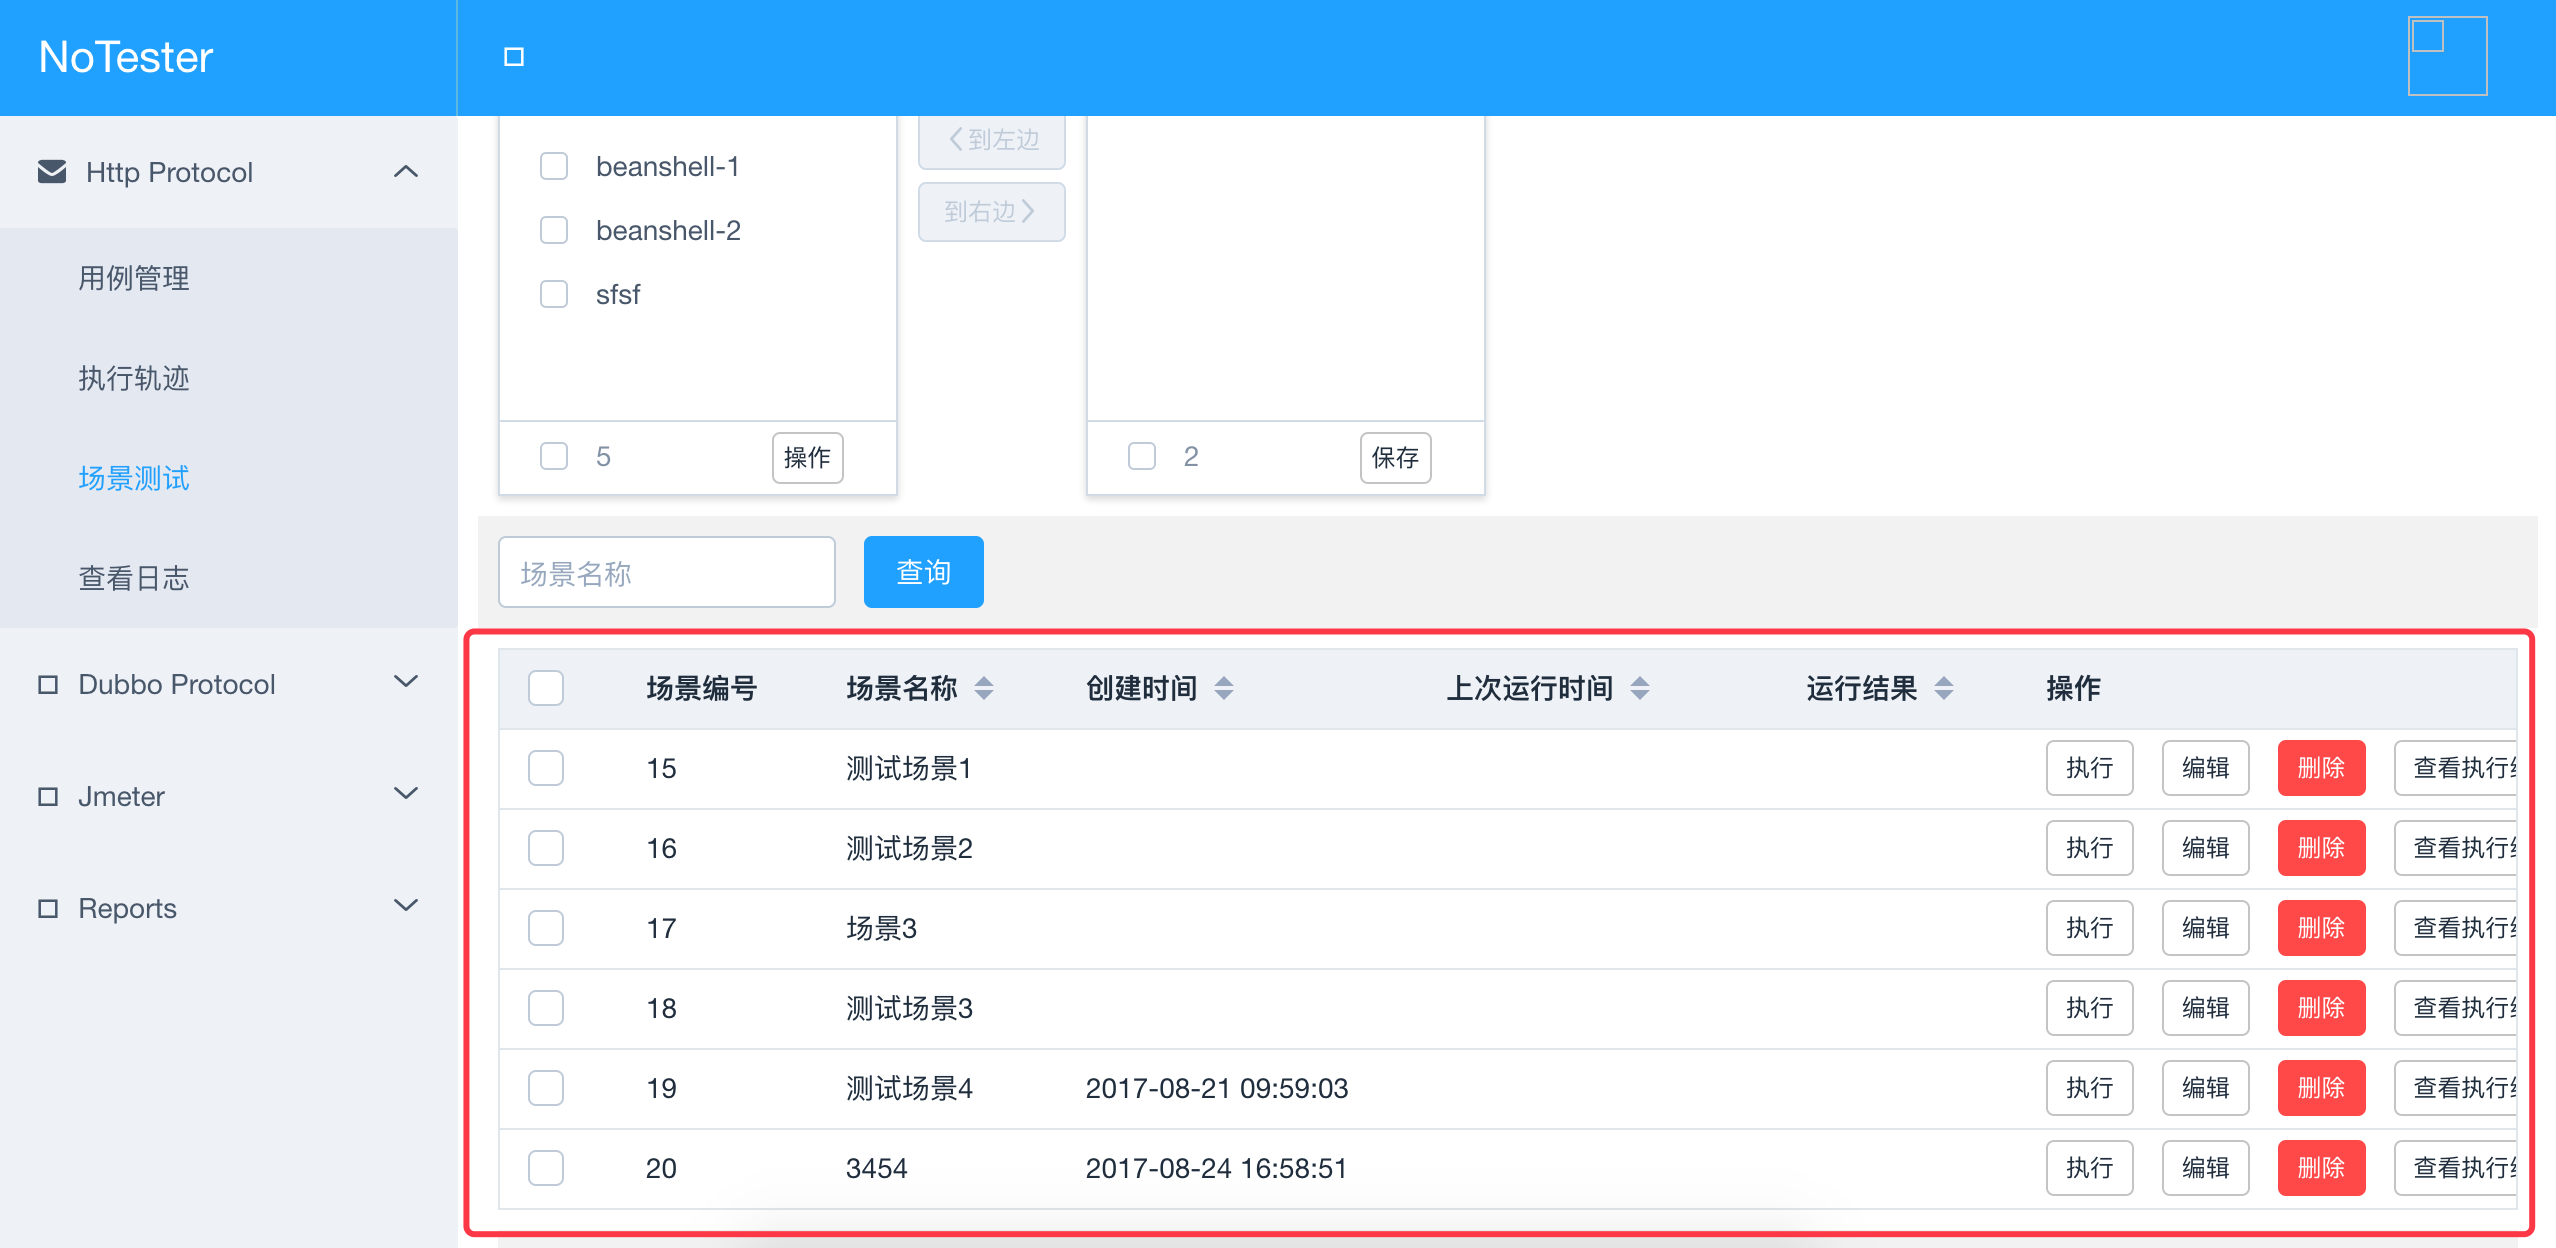 NoTester
Http Protocol
用例管理
执行轨迹
场景测试
查看日志
Dubbo Protocol
Jmeter
Reports
beanshell-1
beanshell-2
sfsf
5 操作
到左边
到右边
2 保存
场景名称 查询
场景编号 场景名称 创建时间 上次运行时间 运行结果 操作
15 测试场景1 执行 编辑 删除 查看执行
16 测试场景2 执行 编辑 删除 查看执行
17 场景3 执行 编辑 删除 查看执行
18 测试场景3 执行 编辑 删除 查看执行
19 测试场景4 2017-08-21 09:59:03 执行 编辑 删除 查看执行
20 3454 2017-08-24 16:58:51 执行 编辑 删除 查看执行